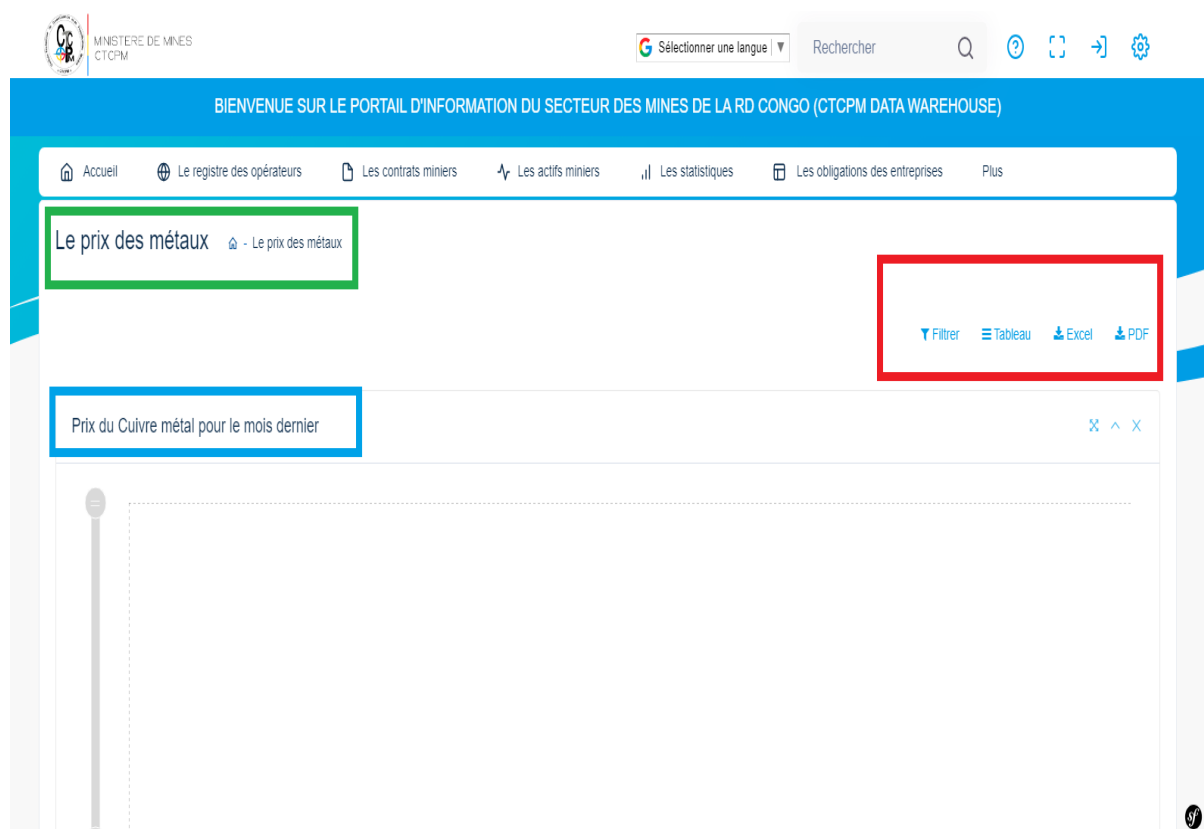 MINISTERE DE MINES
CTCPM
Sélectionner une langue
Rechercher
BIENVENUE SUR LE PORTAIL D'INFORMATION DU SECTEUR DES MINES DE LA RD CONGO (CTCPM DATA WAREHOUSE)
Accueil Le registre des opérateurs Les contrats miniers Les actifs miniers Les statistiques Les obligations des entreprises Plus
Le prix des métaux - Le prix des métaux
Filtrer Tableau Excel PDF
Prix du Cuivre métal pour le mois dernier